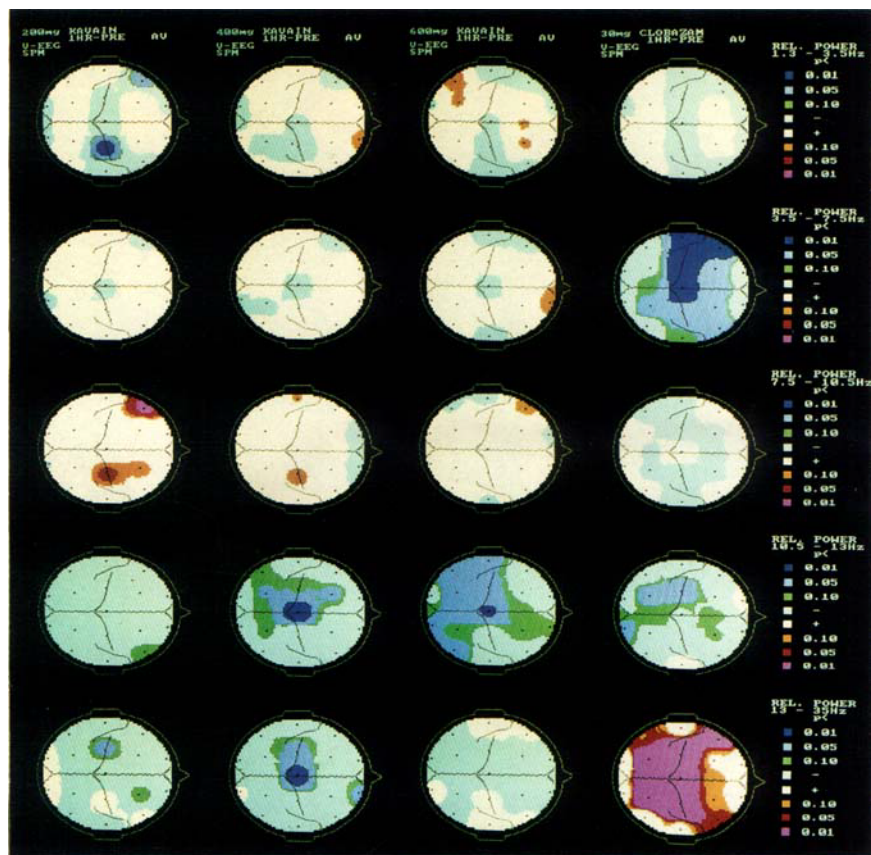 200mg KAVAIN
1HR-PRE AV
V-EEG
SPM
400mg KAVAIN
1HR-PRE AV
V-EEG
SPM
600mg KAVAIN
1HR-PRE AV
V-EEG
SPM
30mg CLOBAZAM
1HR-PRE AV
V-EEG
SPM
REL. POWER
1.3 - 3.5Hz
p<
0.01
0.05
0.10
-
+
0.10
0.05
0.01
REL. POWER
3.5 - 7.5Hz
p<
0.01
0.05
0.10
-
+
0.10
0.05
0.01
REL. POWER
7.5 - 10.5Hz
p<
0.01
0.05
0.10
-
+
0.10
0.05
0.01
REL. POWER
10.5 - 13Hz
p<
0.01
0.05
0.10
-
+
0.10
0.05
0.01
REL. POWER
13 - 35Hz
p<
0.01
0.05
0.10
-
+
0.10
0.05
0.01